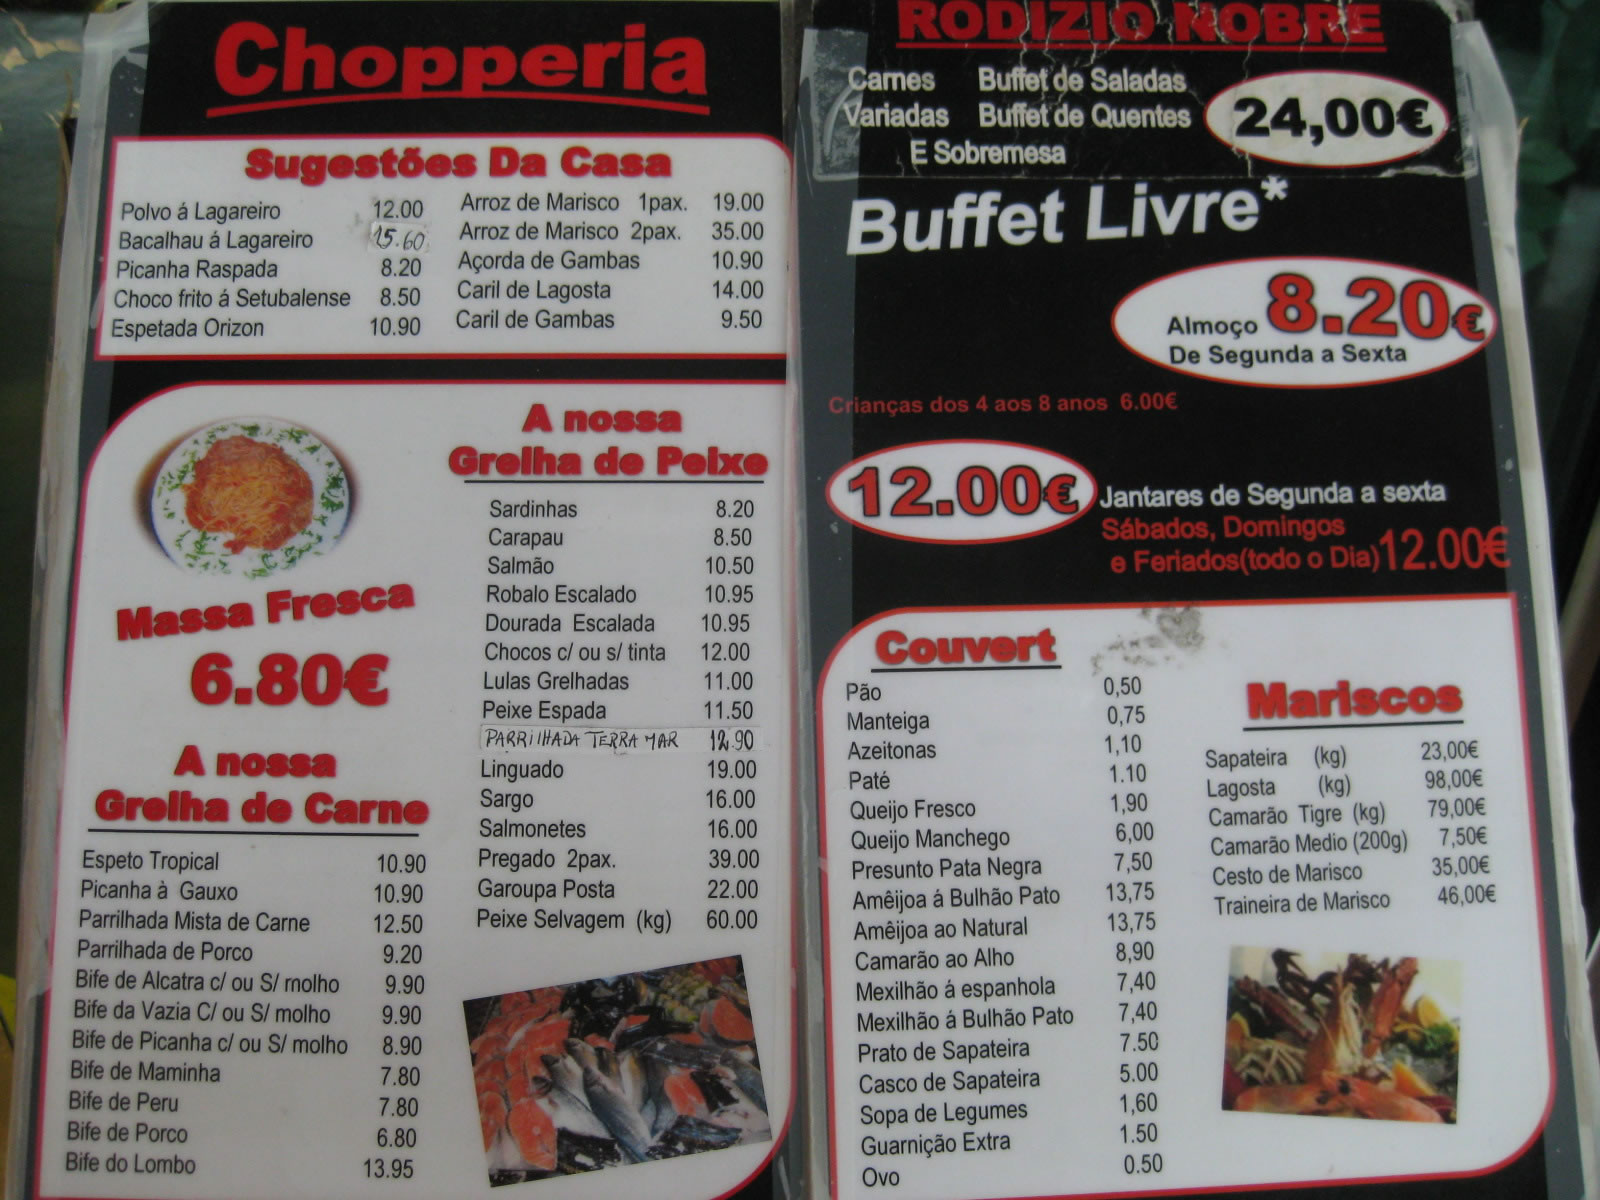 Chopperia
Sugestões Da Casa
Polvo á Lagareiro 12.00
Bacalhau á Lagareiro 15.60
Picanha Raspada 8.20
Choco frito á Setubalense 8.50
Espetada Orizon 10.90
Arroz de Marisco 1pax. 19.00
Arroz de Marisco 2pax. 35.00
Açorda de Gambas 10.90
Caril de Lagosta 14.00
Caril de Gambas 9.50
Massa Fresca
6.80€
A nossa
Grelha de Carne
Espeto Tropical 10.90
Picanha à Gauxo 10.90
Parrilhada Mista de Carne 12.50
Parrilhada de Porco 9.20
Bife de Alcatra c/ ou S/ molho 9.90
Bife da Vazia C/ ou S/ molho 9.90
Bife de Picanha c/ ou S/ molho 8.90
Bife de Maminha 7.80
Bife de Peru 7.80
Bife de Porco 6.80
Bife do Lombo 13.95
A nossa
Grelha de Peixe
Sardinhas 8.20
Carapau 8.50
Salmão 10.50
Robalo Escalado 10.95
Dourada Escalada 10.95
Chocos c/ ou s/ tinta 12.00
Lulas Grelhadas 11.00
Peixe Espada 11.50
PARRILHADA TERRA MAR 12.90
Linguado 19.00
Sargo 16.00
Salmonetes 16.00
Pregado 2pax. 39.00
Garoupa Posta 22.00
Peixe Selvagem (kg) 60.00
RODIZIO NOBRE
Carnes Buffet de Saladas
Variadas Buffet de Quentes
E Sobremesa
24,00€
Buffet Livre*
Almoço 8.20€
De Segunda a Sexta
Crianças dos 4 aos 8 anos 6.00€
12.00€ Jantares de Segunda a sexta
Sábados, Domingos
e Feriados(todo o Dia) 12.00€
Couvert
Pão 0,50
Manteiga 0,75
Azeitonas 1,10
Paté 1.10
Queijo Fresco 1,90
Queijo Manchego 6,00
Presunto Pata Negra 7,50
Amêijoa á Bulhão Pato 13,75
Amêijoa ao Natural 13,75
Camarão ao Alho 8,90
Mexilhão á espanhola 7,40
Mexilhão á Bulhão Pato 7,40
Prato de Sapateira 7.50
Casco de Sapateira 5.00
Sopa de Legumes 1,60
Guarnição Extra 1.50
Ovo 0.50
Mariscos
Sapateira (kg) 23,00€
Lagosta (kg) 98,00€
Camarão Tigre (kg) 79,00€
Camarão Medio (200g) 7,50€
Cesto de Marisco 35,00€
Traineira de Marisco 46,00€